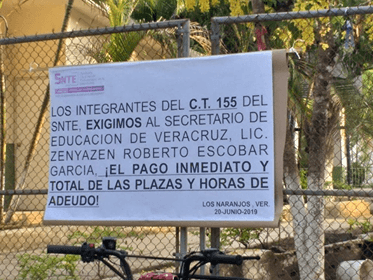 SNTE
LOS INTEGRANTES DEL C.T. 155 DEL
SNTE, EXIGIMOS AL SECRETARIO DE
EDUCACION DE VERACRUZ, LIC.
ZENYAZEN ROBERTO ESCOBAR
GARCIA, ¡EL PAGO INMEDIATO Y
TOTAL DE LAS PLAZAS Y HORAS DE
ADEUDO!
LOS NARANJOS, VER.
20-JUNIO-2019